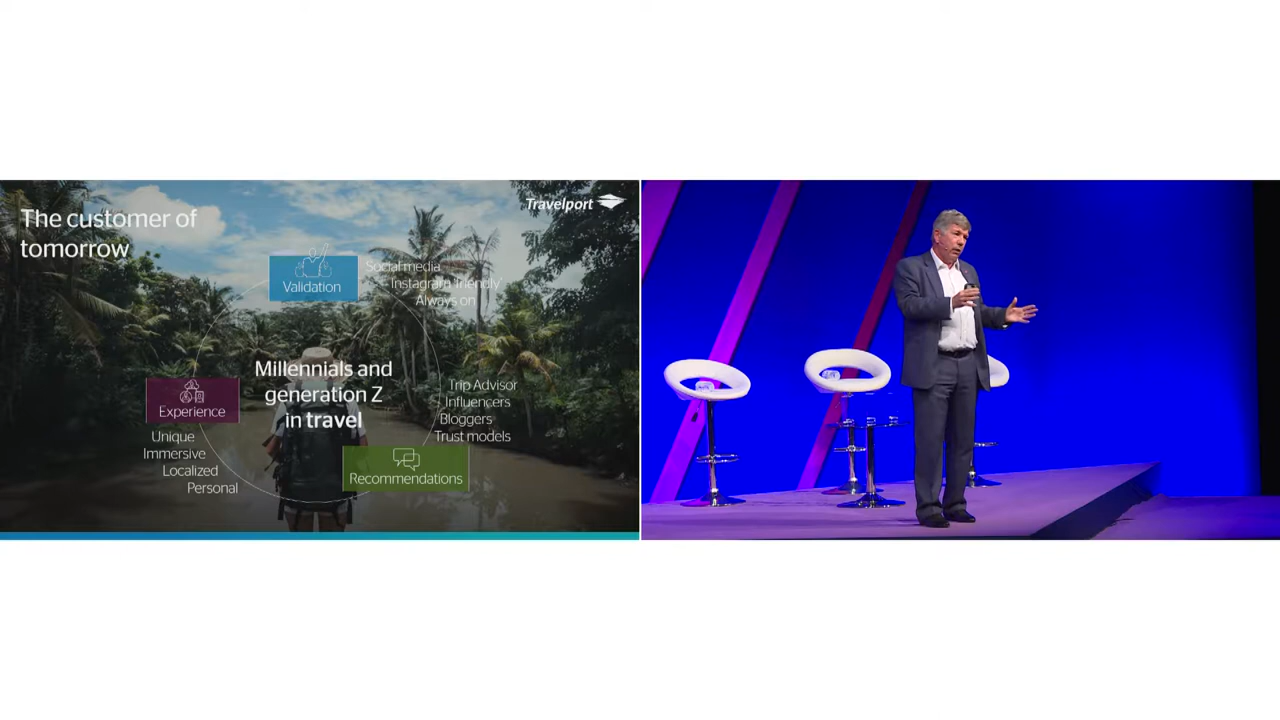 The customer of
tomorrow
Travelport
Validation
Social media
Instagram 'friendly'
Always on
Millennials and
generation Z
in travel
Trip Advisor
Influencers
Bloggers
Trust models
Experience
Unique
Immersive
Localized
Personal
Recommendations